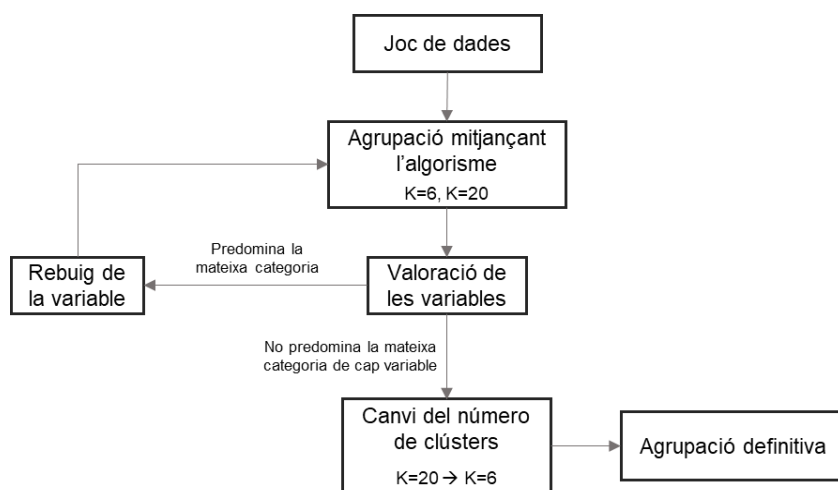 Joc de dades
Agrupació mitjançant
l'algorisme
K=6, K=20
Predomina la
mateixa categoria
Rebuig de
la variable
Valoració de
les variables
No predomina la mateixa
categoria de cap variable
Canvi del número
de clústers
K=20 → K=6
Agrupació definitiva